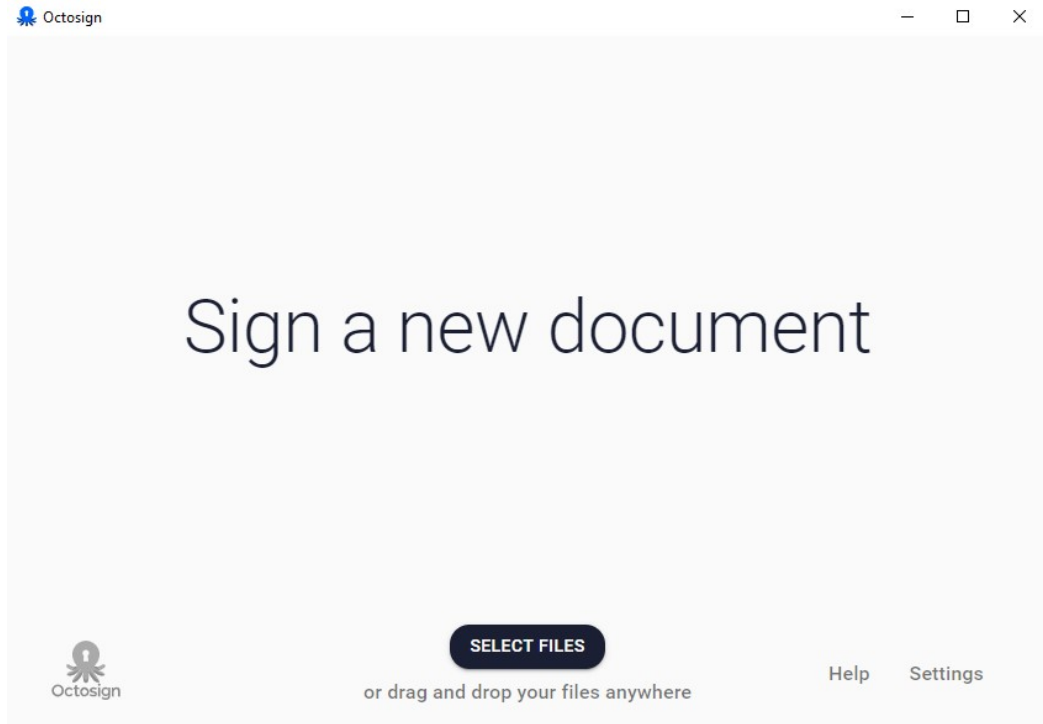 Octosign
Sign a new document
SELECT FILES
or drag and drop your files anywhere
Octosign
Help
Settings